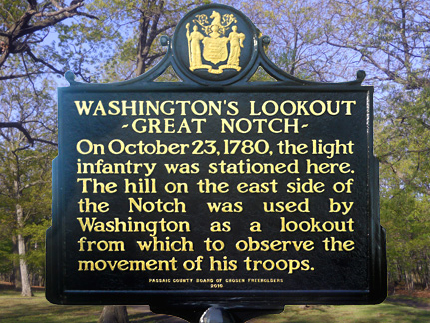 WASHINGTON'S LOOKOUT
-GREAT NOTCH-
On October 23, 1780, the light
infantry was stationed here.
The hill on the east side of
the Notch was used by
Washington as a lookout
from which to observe the
movement of his troops.
PASSAIC COUNTY BOARD OF CHOSEN FREEHOLDERS
2016